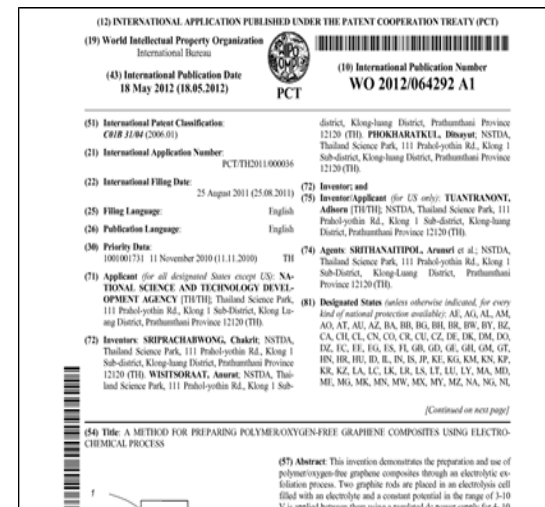 (12) INTERNATIONAL APPLICATION PUBLISHED UNDER THE PATENT COOPERATION TREATY (PCT)
(19) World Intellectual Property Organization
International Bureau
(43) International Publication Date
18 May 2012 (18.05.2012)
PCT
(10) International Publication Number
WO 2012/064292 A1
(51) International Patent Classification:
C01B 31/04 (2006.01)
(21) International Application Number:
PCT/TH2011/000036
(22) International Filing Date:
25 August 2011 (25.08.2011)
(25) Filing Language: English
(26) Publication Language: English
(30) Priority Data:
1001001731 11 November 2010 (11.11.2010) TH
(71) Applicant (for all designated States except US): NA-
TIONAL SCIENCE AND TECHNOLOGY DEVEL-
OPMENT AGENCY [TH/TH]; Thailand Science Park,
111 Prahol-yothin Rd., Klong 1 Sub-District, Klong Lu-
ang District, Prathumthani Province 12120 (TH).
(72) Inventors: SRIPRACHABWONG, Chakrit; NSTDA,
Thailand Science Park, 111 Prahol-yothin Rd., Klong 1
Sub-district, Klong-luang District, Prathumthani Province
12120 (TH). WISITSORAAT, Anurat; NSTDA, Thai-
land Science Park, 111 Prahol-yothin Rd., Klong 1 Sub-
district, Klong-luang District, Prathumthani Province
12120 (TH). PHOKHARATKUL, Ditsayut; NSTDA,
Thailand Science Park, 111 Prahol-yothin Rd., Klong 1
Sub-district, Klong-luang District, Prathumthani Province
12120 (TH).
(72) Inventor; and
(75) Inventor/Applicant (for US only): TUANTRANONT,
Adisorn [TH/TH]; NSTDA, Thailand Science Park, 111
Prahol-yothin Rd., Klong 1 Sub-district, Klong-luang
District, Prathumthani Province 12120 (TH).
(74) Agents: SRITHANAITIPOL, Arunsri et al.; NSTDA,
Thailand Science Park, 111 Prahol-yothin Rd., Klong 1
Sub-District, Klong-Luang District, Prathumthani
Province 12120 (TH).
(81) Designated States (unless otherwise indicated, for every
kind of national protection available): AE, AG, AL, AM,
AO, AT, AU, AZ, BA, BB, BG, BH, BR, BW, BY, BZ,
CA, CH, CL, CN, CO, CR, CU, CZ, DE, DK, DM, DO,
DZ, EC, EE, EG, ES, FI, GB, GD, GE, GH, GM, GT,
HN, HR, HU, ID, IL, IN, IS, JP, KE, KG, KM, KN, KP,
KR, KZ, LA, LC, LK, LR, LS, LT, LU, LY, MA, MD,
ME, MG, MK, MN, MW, MX, MY, MZ, NA, NG, NI,
[Continued on next page]
(54) Title: A METHOD FOR PREPARING POLYMER/OXYGEN-FREE GRAPHENE COMPOSITES USING ELECTRO-
CHEMICAL PROCESS
(57) Abstract: This invention demonstrates the preparation and use of
polymer/oxygen-free graphene composites through an electrolytic ex-
foliation process. Two graphite rods are placed in an electrolysis cell
filled with an electrolyte and a constant potential in the range of 3-10
1